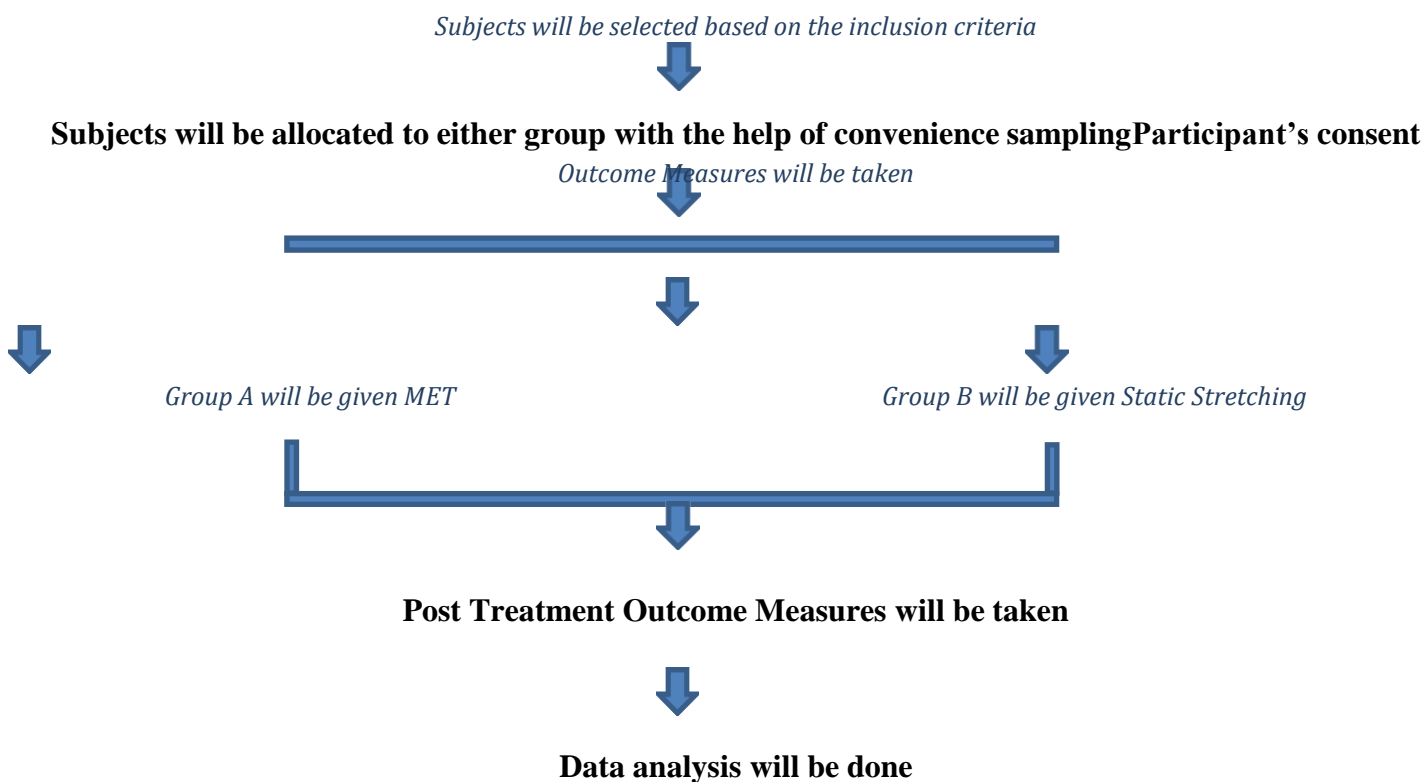 Subjects will be selected based on the inclusion criteria
Subjects will be allocated to either group with the help of convenience samplingParticipant’s consent
Outcome Measures will be taken
Group A will be given MET
Group B will be given Static Stretching
Post Treatment Outcome Measures will be taken
Data analysis will be done